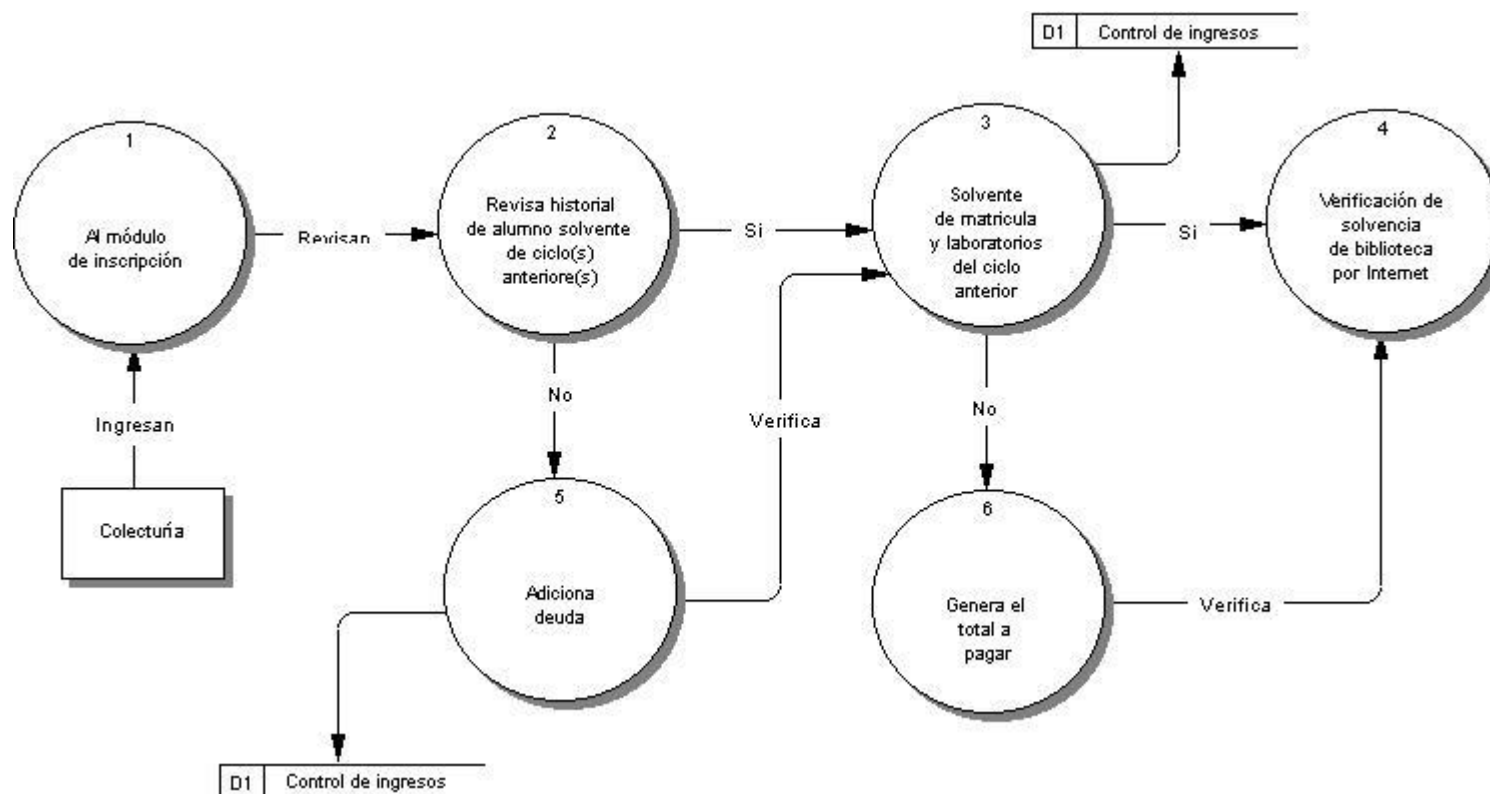 D1 Control de ingresos
1
Al módulo
de inscripción
Revisan
2
Revisa historial
de alumno solvente
de ciclo(s)
anteriore(s)
Si
3
Solvente
de matricula
y laboratorios
del ciclo
anterior
Si
4
Verificación de
solvencia
de biblioteca
por Internet
Ingresan
Colecturía
No
5
Adiciona
deuda
Verifica
No
6
Genera el
total a
pagar
Verifica
D1 Control de ingresos